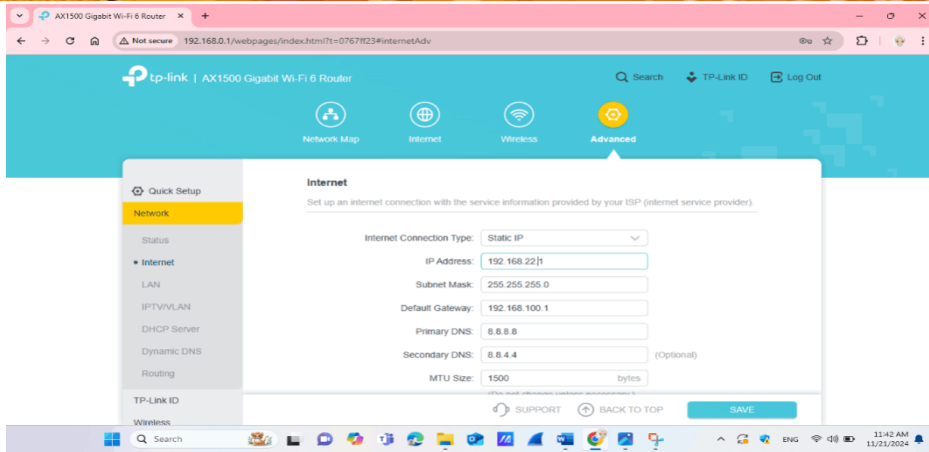 AX1500 Gigabit Wi-Fi 6 Router
Not secure 192.168.0.1/webpages/index.html?t=0767ff23#internetAdv
tp-link | AX1500 Gigabit Wi-Fi 6 Router
Search TP-Link ID Log Out
Network Map Internet Wireless Advanced
Quick Setup
Network
Status
Internet
LAN
IPTV/VLAN
DHCP Server
Dynamic DNS
Routing
TP-Link ID
Wireless
Internet
Set up an internet connection with the service information provided by your ISP (internet service provider).
Internet Connection Type: Static IP
IP Address: 192.168.22.1
Subnet Mask: 255.255.255.0
Default Gateway: 192.168.100.1
Primary DNS: 8.8.8.8
Secondary DNS: 8.8.4.4 (Optional)
MTU Size: 1500 bytes
(Do not change unless necessary.)
SUPPORT BACK TO TOP SAVE
Search
ENG 11:42 AM
11/21/2024